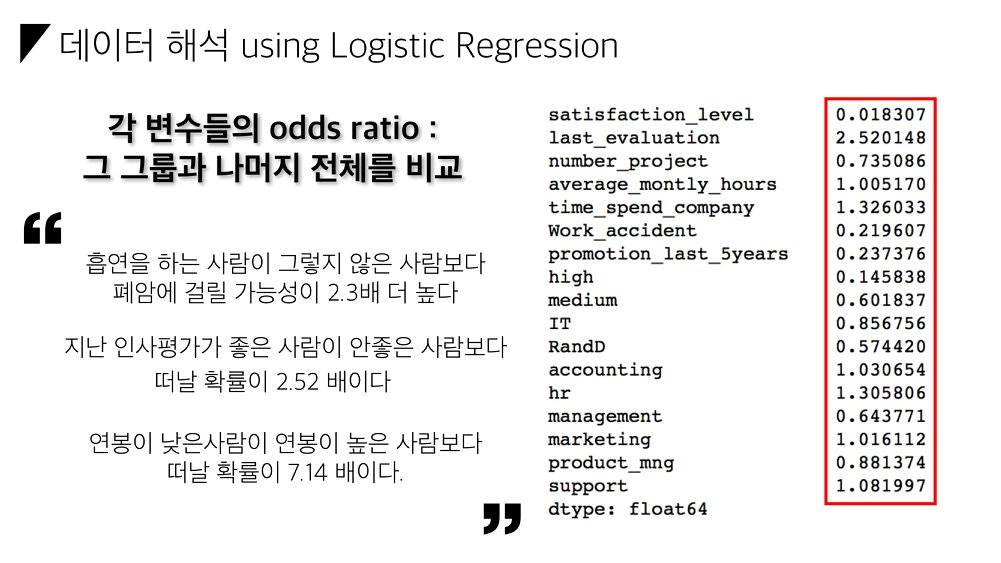 데이터 해석 using Logistic Regression
각 변수들의 odds ratio :
그 그룹과 나머지 전체를 비교
“
흡연을 하는 사람이 그렇지 않은 사람보다
폐암에 걸릴 가능성이 2.3배 더 높다
지난 인사평가가 좋은 사람이 안좋은 사람보다
떠날 확률이 2.52 배이다
연봉이 낮은사람이 연봉이 높은 사람보다
떠날 확률이 7.14 배이다.
”
satisfaction_level 0.018307
last_evaluation 2.520148
number_project 0.735086
average_montly_hours 1.005170
time_spend_company 1.326033
Work_accident 0.219607
promotion_last_5years 0.237376
high 0.145838
medium 0.601837
IT 0.856756
RandD 0.574420
accounting 1.030654
hr 1.305806
management 0.643771
marketing 1.016112
product_mng 0.881374
support 1.081997
dtype: float64